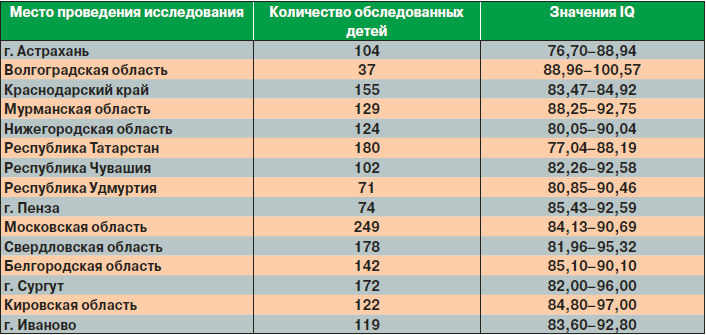 Место проведения исследования Количество обследованных детей Значения IQ
г. Астрахань 104 76,70–88,94
Волгоградская область 37 88,96–100,57
Краснодарский край 155 83,47–84,92
Мурманская область 129 88,25–92,75
Нижегородская область 124 80,05–90,04
Республика Татарстан 180 77,04–88,19
Республика Чувашия 102 82,26–92,58
Республика Удмуртия 71 80,85–90,46
г. Пенза 74 85,43–92,59
Московская область 249 84,13–90,69
Свердловская область 178 81,96–95,32
Белгородская область 142 85,10–90,10
г. Сургут 172 82,00–96,00
Кировская область 122 84,80–97,00
г. Иваново 119 83,60–92,80